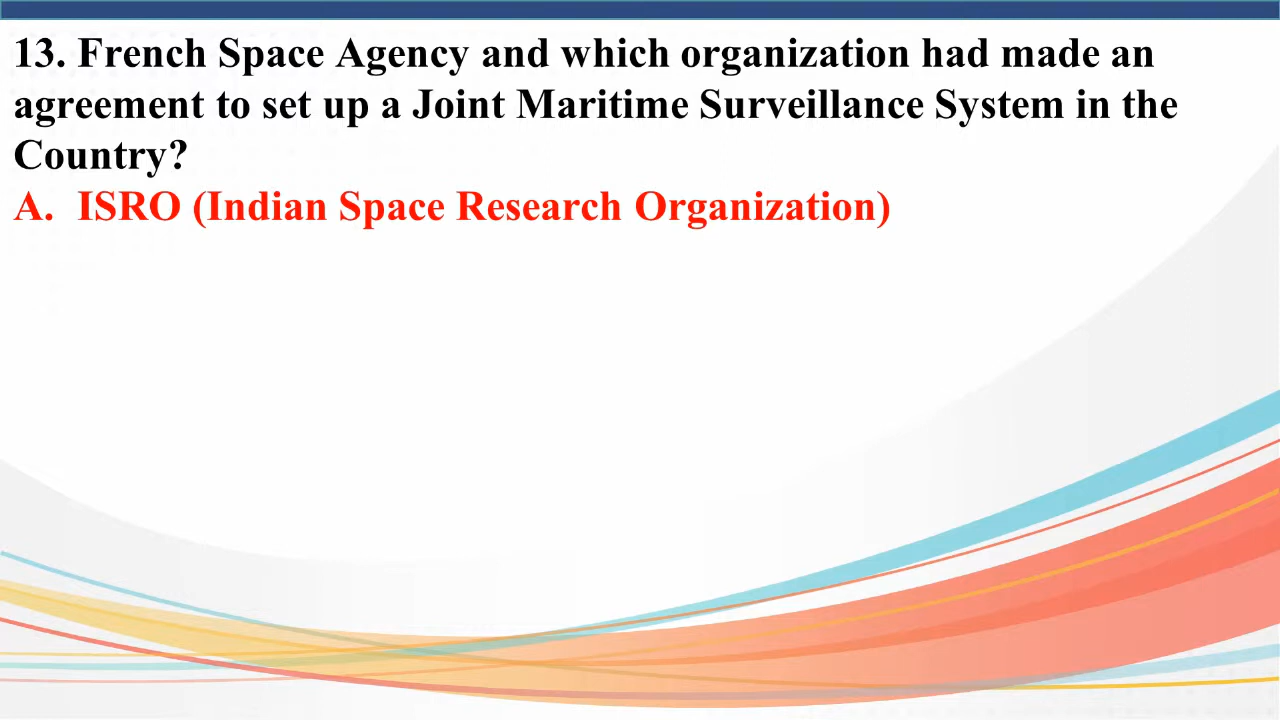 13. French Space Agency and which organization had made an
agreement to set up a Joint Maritime Surveillance System in the
Country?
A. ISRO (Indian Space Research Organization)